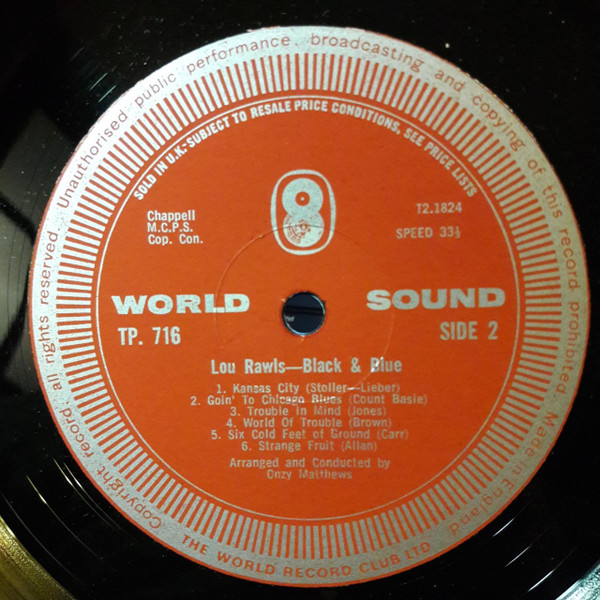 Copyright record all rights reserved Unauthorised public performance, broadcasting and copying of this record prohibited Made in England
SOLD IN U.K-SUBJECT TO RESALE PRICE CONDITIONS, SEE PRICE LISTS
Chappell
M.C.P.S.
Cop. Con.
T2.1824
SPEED 33⅓
WORLD SOUND
TP. 716
SIDE 2
Lou Rawls—Black & Blue
1. Kansas City (Stoller—Lieber)
2. Goin' To Chicago Blues (Count Basie)
3. Trouble in Mind (Jones)
4. World Of Trouble (Brown)
5. Six Cold Feet of Ground (Carr)
6. Strange Fruit (Allan)
Arranged and Conducted by
Onzy Matthews
THE WORLD RECORD CLUB LTD